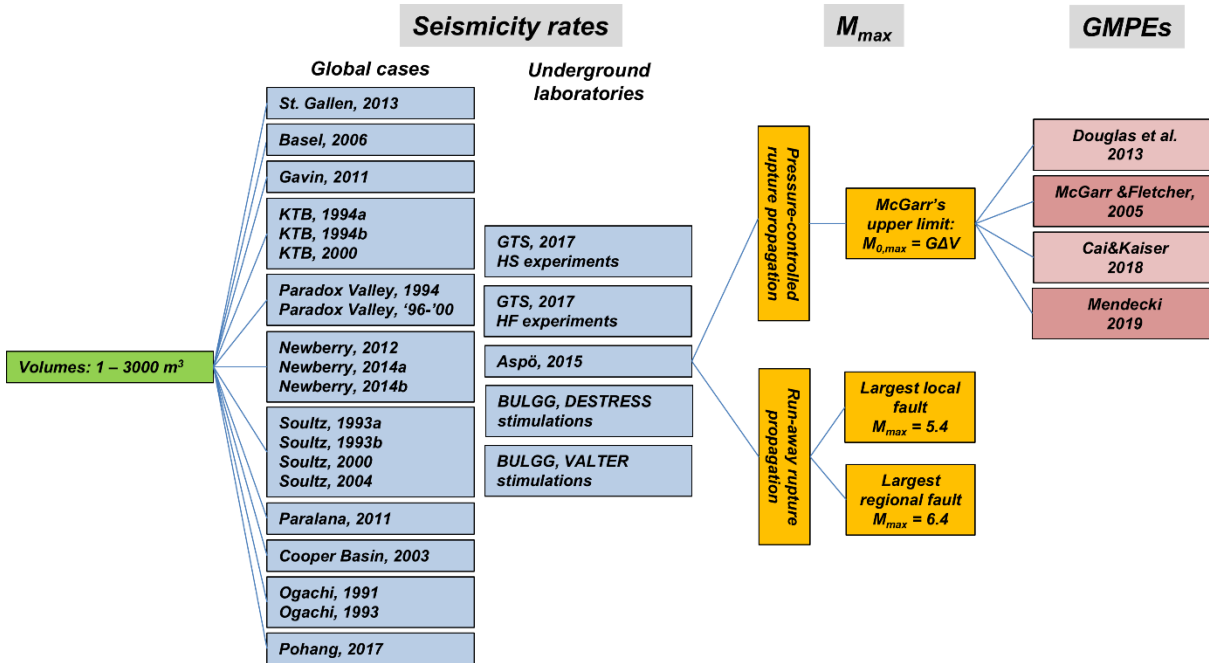 Seismicity rates
M_max
GMPEs
Global cases
Underground
laboratories
Volumes: 1 – 3000 m³
St. Gallen, 2013
Basel, 2006
Gavin, 2011
KTB, 1994a
KTB, 1994b
KTB, 2000
Paradox Valley, 1994
Paradox Valley, '96-'00
Newberry, 2012
Newberry, 2014a
Newberry, 2014b
Soultz, 1993a
Soultz, 1993b
Soultz, 2000
Soultz, 2004
Paralana, 2011
Cooper Basin, 2003
Ogachi, 1991
Ogachi, 1993
Pohang, 2017
GTS, 2017
HS experiments
GTS, 2017
HF experiments
Aspö, 2015
BULGG, DESTRESS
stimulations
BULGG, VALTER
stimulations
Pressure-controlled
rupture propagation
Run-away rupture
propagation
McGarr's
upper limit:
M_0,max = GΔV
Largest local
fault
M_max = 5.4
Largest
regional fault
M_max = 6.4
Douglas et al.
2013
McGarr &Fletcher,
2005
Cai&Kaiser
2018
Mendecki
2019